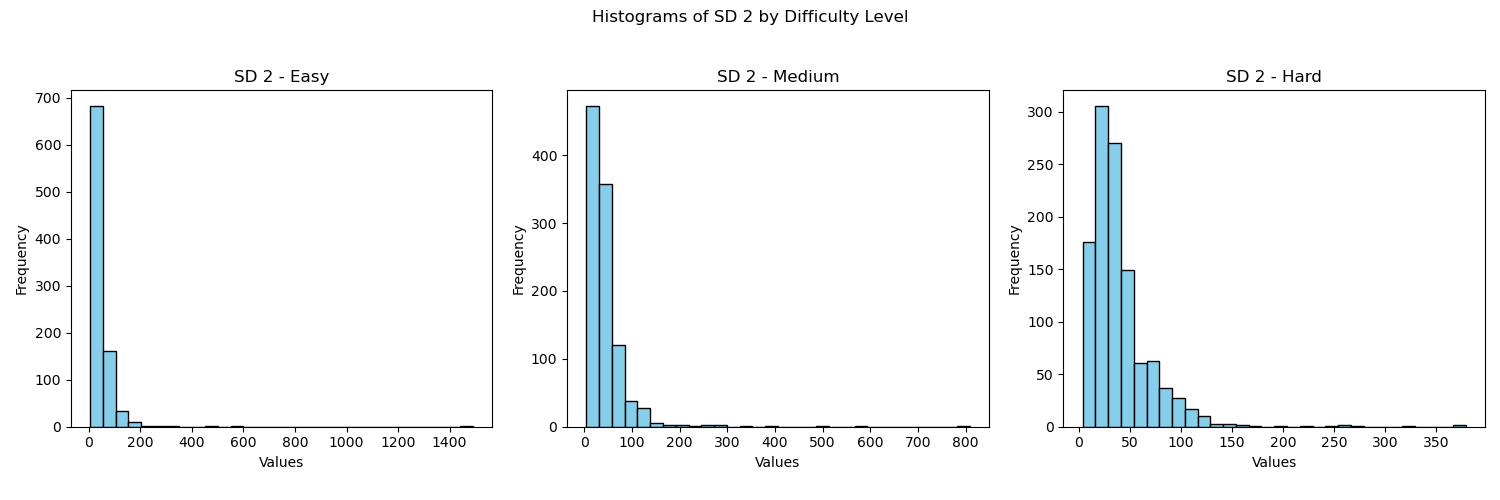 Histograms of SD 2 by Difficulty Level
SD 2 - Easy
700
600
500
400
300
200
100
0
Frequency
0 200 400 600 800 1000 1200 1400
Values
SD 2 - Medium
400
300
200
100
0
Frequency
0 100 200 300 400 500 600 700 800
Values
SD 2 - Hard
300
250
200
150
100
50
0
Frequency
0 50 100 150 200 250 300 350
Values